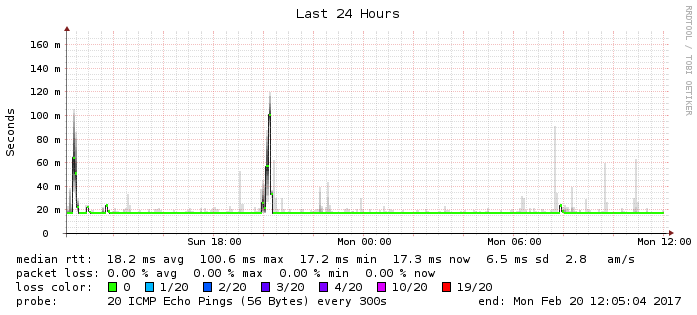 Last 24 Hours
RRDTOOL / TOBI OETIKER
Seconds
160 m
140 m
120 m
100 m
80 m
60 m
40 m
20 m
0
Sun 18:00 Mon 00:00 Mon 06:00 Mon 12:00
median rtt: 18.2 ms avg 100.6 ms max 17.2 ms min 17.3 ms now 6.5 ms sd 2.8 am/s
packet loss: 0.00 % avg 0.00 % max 0.00 % min 0.00 % now
loss color: 0 1/20 2/20 3/20 4/20 10/20 19/20
probe: 20 ICMP Echo Pings (56 Bytes) every 300s end: Mon Feb 20 12:05:04 2017